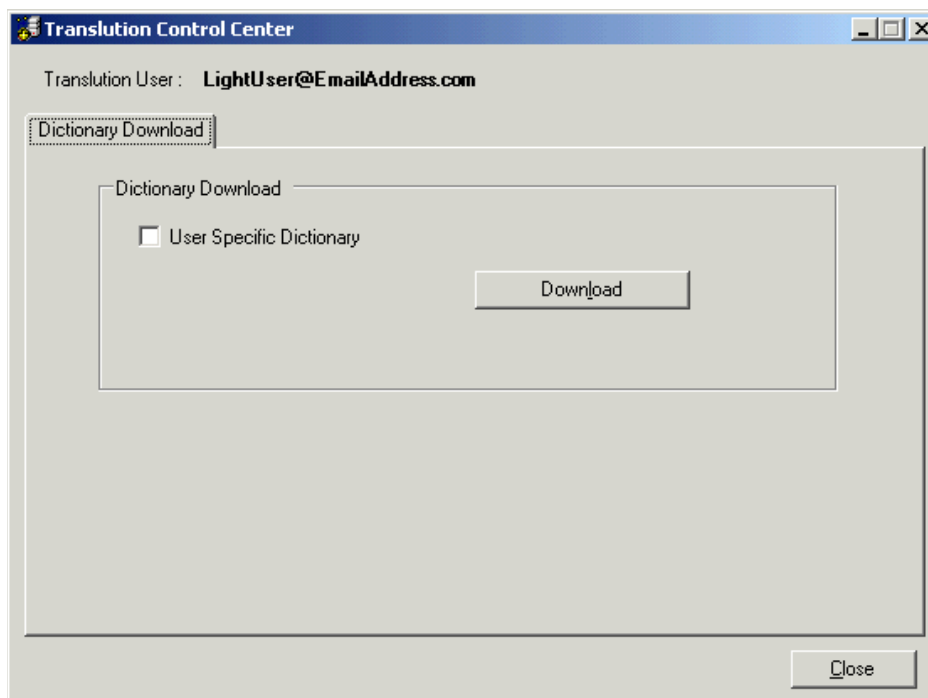 Translution Control Center
Translution User : LightUser@EmailAddress.com
Dictionary Download
Dictionary Download
User Specific Dictionary
Download
Close